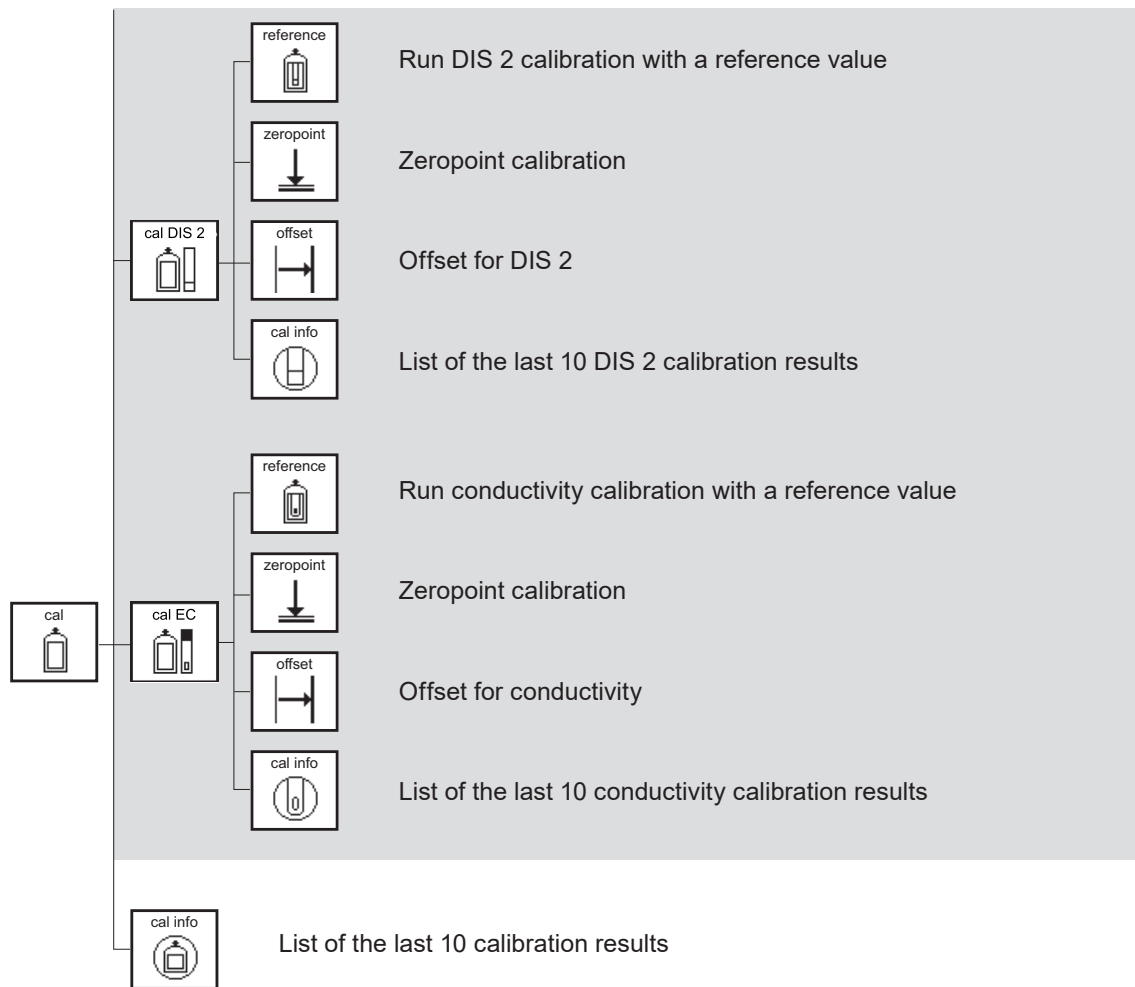 reference
Run DIS 2 calibration with a reference value
zeropoint
Zeropoint calibration
cal DIS 2
offset
Offset for DIS 2
cal info
List of the last 10 DIS 2 calibration results
reference
Run conductivity calibration with a reference value
zeropoint
Zeropoint calibration
cal
cal EC
offset
Offset for conductivity
cal info
List of the last 10 conductivity calibration results
cal info
List of the last 10 calibration results